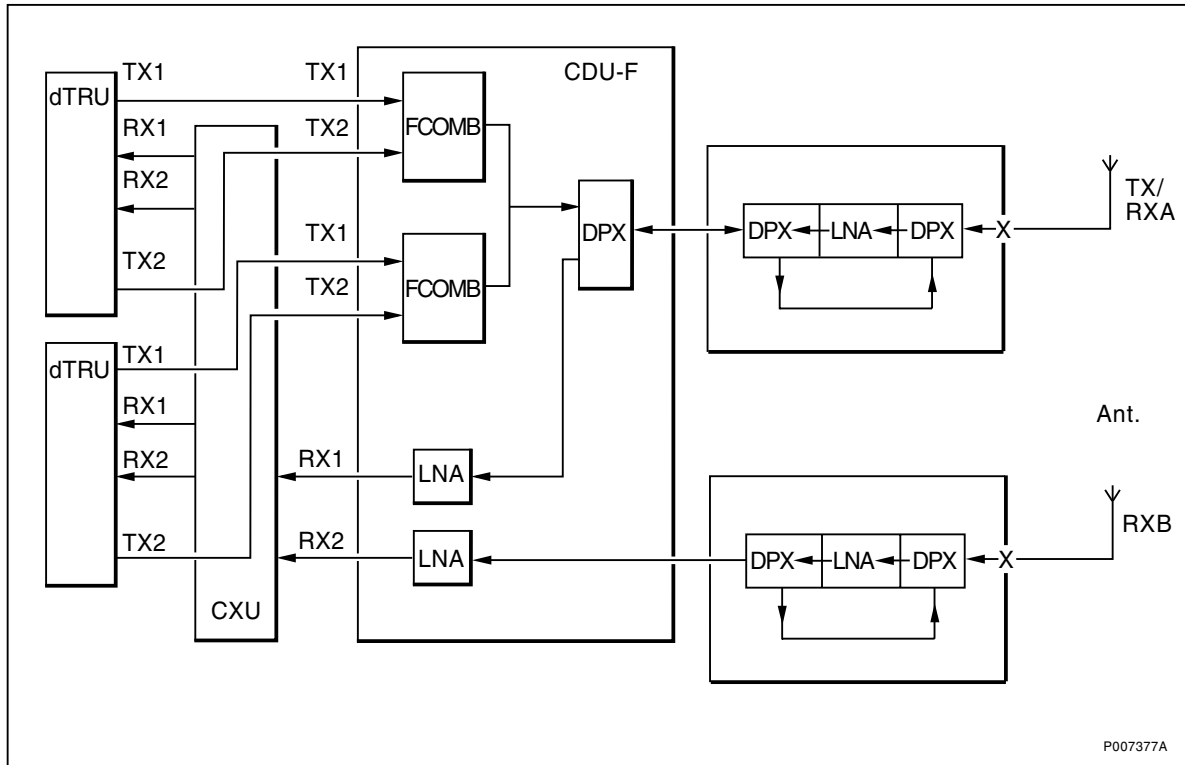 TX1
TX1
CDU-F
dTRU
FCOMB
RX1
TX2
RX2
TX/
RXA
DPX
DPX
LNA
DPX
X
TX1
TX2
TX2
FCOMB
TX1
dTRU
RX1
Ant.
RX2
RX1
LNA
RXB
TX2
RX2
LNA
DPX
LNA
DPX
X
CXU
P007377A